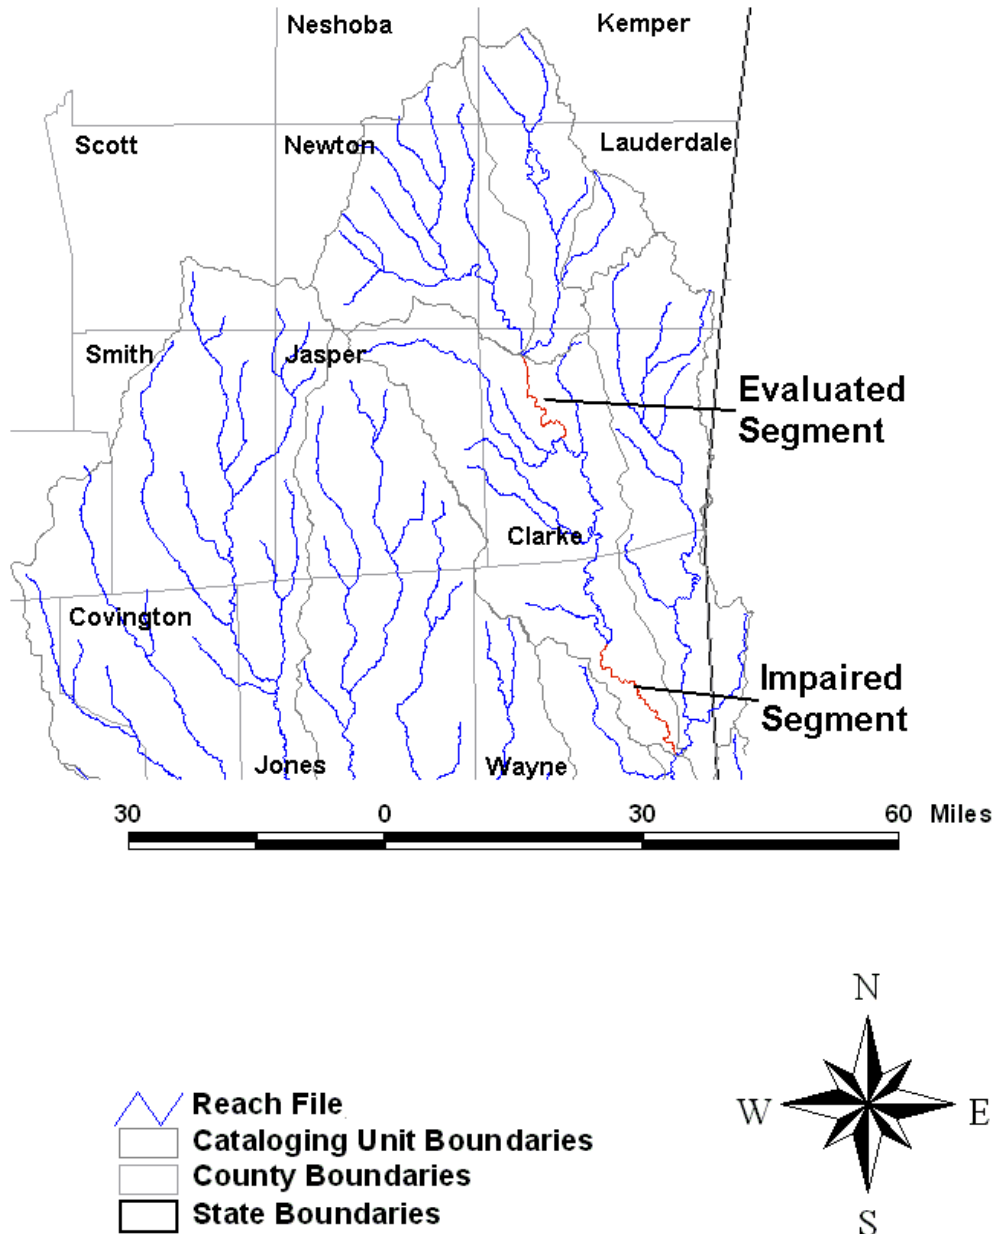 Neshoba
Kemper
Scott
Newton
Lauderdale
Smith
Jasper
Evaluated
Segment
Clarke
Covington
Impaired
Segment
Jones
Wayne
30 0 30 60 Miles
N
W E
S
Reach File
Cataloging Unit Boundaries
County Boundaries
State Boundaries